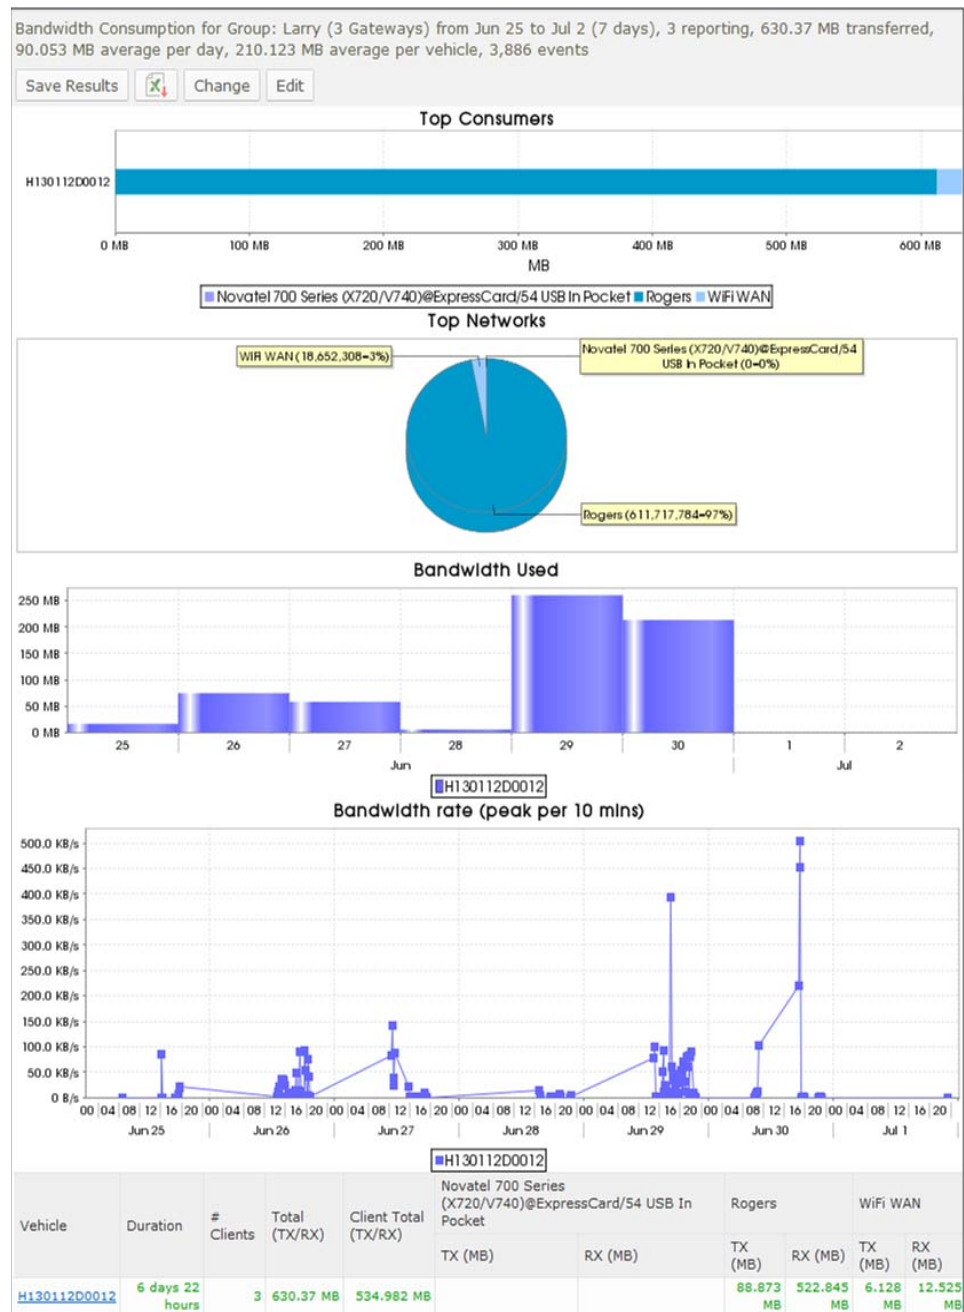 Bandwidth Consumption for Group: Larry (3 Gateways) from Jun 25 to Jul 2 (7 days), 3 reporting, 630.37 MB transferred,
90.053 MB average per day, 210.123 MB average per vehicle, 3,886 events
Save Results Change Edit
Top Consumers
H130112D0012
0 MB 100 MB 200 MB 300 MB 400 MB 500 MB 600 MB
MB
Novatel 700 Series (X720/V740)@ExpressCard/54 USB In Pocket Rogers WiFi WAN
Top Networks
WiFi WAN (18,652,308=3%)
Novatel 700 Series (X720/V740)@ExpressCard/54
USB In Pocket (0=0%)
Rogers (611,717,784=97%)
Bandwidth Used
250 MB
200 MB
150 MB
100 MB
50 MB
0 MB
25 26 27 28 29 30 1 2
Jun Jul
H130112D0012
Bandwidth rate (peak per 10 mins)
500.0 KB/s
450.0 KB/s
400.0 KB/s
350.0 KB/s
300.0 KB/s
250.0 KB/s
200.0 KB/s
150.0 KB/s
100.0 KB/s
50.0 KB/s
0 B/s
00 04 08 12 16 20 00 04 08 12 16 20 00 04 08 12 16 20 00 04 08 12 16 20 00 04 08 12 16 20 00 04 08 12 16 20 00 04 08 12 16 20
Jun 25 Jun 26 Jun 27 Jun 28 Jun 29 Jun 30 Jul 1
H130112D0012
Vehicle Duration # Clients Total (TX/RX) Client Total (TX/RX) Novatel 700 Series (X720/V740)@ExpressCard/54 USB In Pocket Rogers WiFi WAN
TX (MB) RX (MB) TX (MB) RX (MB) TX (MB) RX (MB)
H130112D0012 6 days 22 hours 3 630.37 MB 534.982 MB 88.873 MB 522.845 MB 6.128 MB 12.525 MB